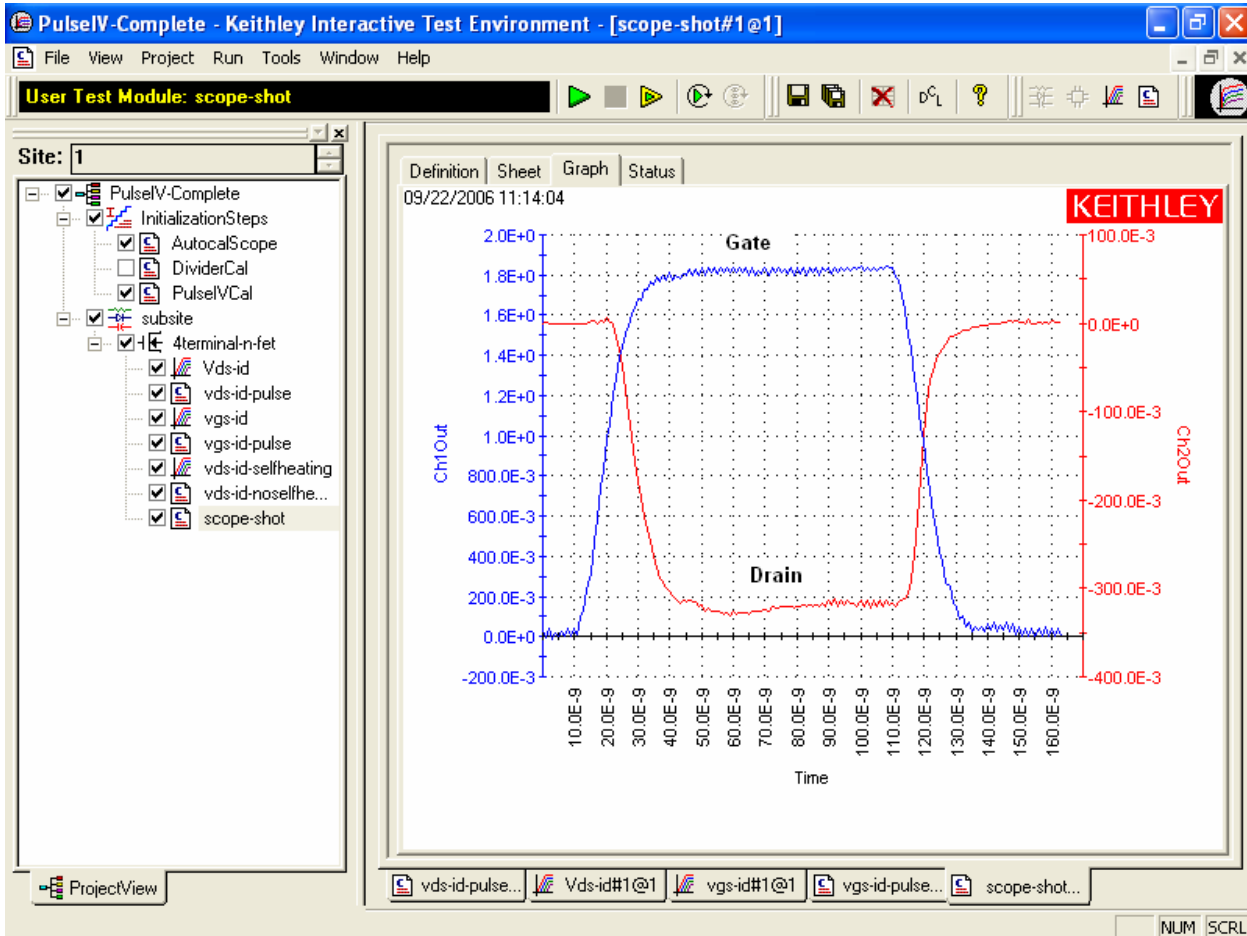 PulseIV-Complete - Keithley Interactive Test Environment - [scope-shot#1@1]
File View Project Run Tools Window Help
User Test Module: scope-shot
Site: 1
PulseIV-Complete
InitializationSteps
AutocalScope
DividerCal
PulseIVCal
subsite
4terminal-n-fet
Vds-id
vds-id-pulse
vgs-id
vgs-id-pulse
vds-id-selfheating
vds-id-noselfhe...
scope-shot
ProjectView
Definition Sheet Graph Status
09/22/2006 11:14:04
KEITHLEY
Gate
Drain
2.0E+0
1.8E+0
1.6E+0
1.4E+0
1.2E+0
1.0E+0
800.0E-3
600.0E-3
400.0E-3
200.0E-3
0.0E+0
-200.0E-3
Ch1Out
100.0E-3
0.0E+0
-100.0E-3
-200.0E-3
-300.0E-3
-400.0E-3
Ch2Out
10.0E-9 20.0E-9 30.0E-9 40.0E-9 50.0E-9 60.0E-9 70.0E-9 80.0E-9 90.0E-9 100.0E-9 110.0E-9 120.0E-9 130.0E-9 140.0E-9 150.0E-9 160.0E-9
Time
vds-id-pulse... Vds-id#1@1 vgs-id#1@1 vgs-id-pulse... scope-shot...
NUM SCRL